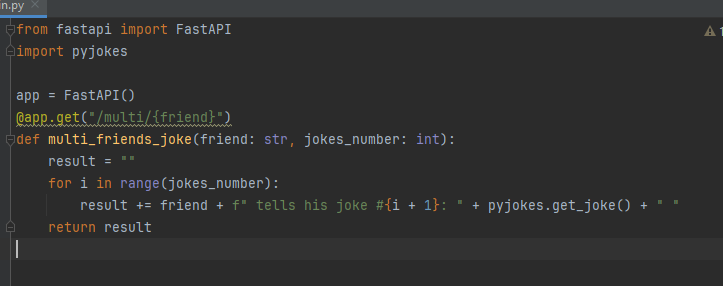 n.py
from fastapi import FastAPI
import pyjokes
app = FastAPI()
@app.get("/multi/{friend}")
def multi_friends_joke(friend: str, jokes_number: int):
    result = ""
    for i in range(jokes_number):
        result += friend + f" tells his joke #{i + 1}: " + pyjokes.get_joke() + " "
    return result